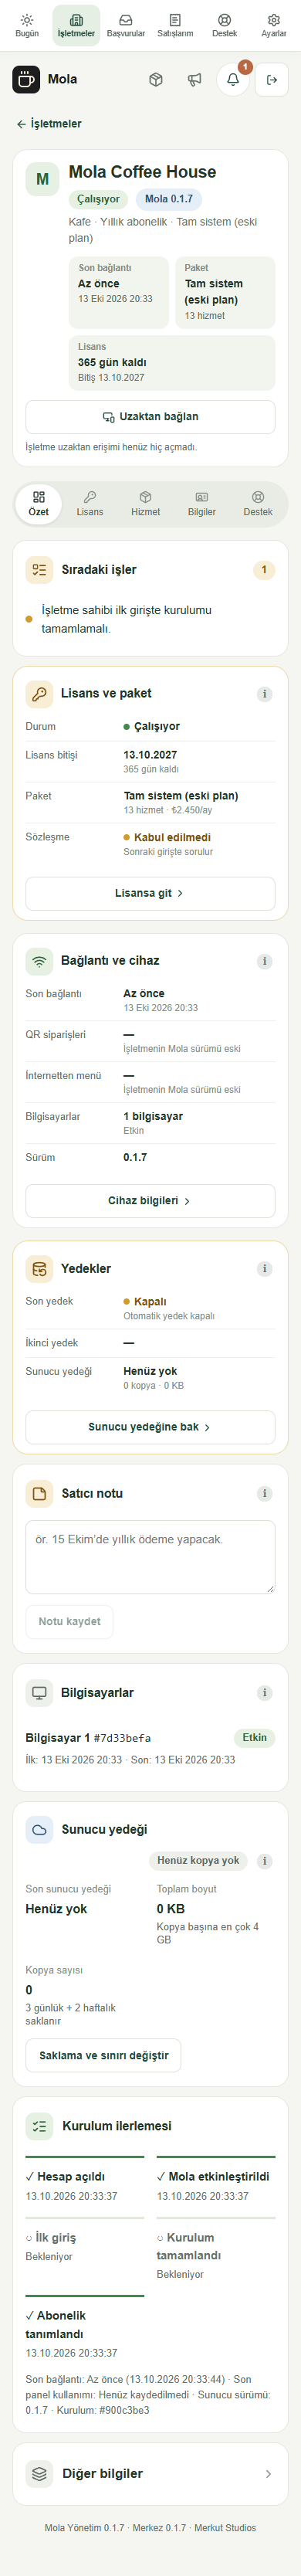 Bugün
İşletmeler
Başvurular
Satışlarım
Destek
Ayarlar
Mola
1
← İşletmeler
M
Mola Coffee House
Çalışıyor
Mola 0.1.7
Kafe · Yıllık abonelik · Tam sistem (eski
plan)
Son bağlantı
Az önce
13 Eki 2026 20:33
Paket
Tam sistem
(eski plan)
13 hizmet
Lisans
365 gün kaldı
Bitiş 13.10.2027
Uzaktan bağlan
İşletme uzaktan erişimi henüz hiç açmadı.
Özet
Lisans
Hizmet
Bilgiler
Destek
Sıradaki işler
1
İşletme sahibi ilk girişte kurulumu
tamamlamalı.
Lisans ve paket
i
Durum
Çalışıyor
Lisans bitişi
13.10.2027
365 gün kaldı
Paket
Tam sistem (eski plan)
13 hizmet · ₺2.450/ay
Sözleşme
Kabul edilmedi
Sonraki girişte sorulur
Lisansa git >
Bağlantı ve cihaz
i
Son bağlantı
Az önce
13 Eki 2026 20:33
QR siparişleri
—
İşletmenin Mola sürümü eski
İnternetten menü
—
İşletmenin Mola sürümü eski
Bilgisayarlar
1 bilgisayar
Etkin
Sürüm
0.1.7
Cihaz bilgileri >
Yedekler
i
Son yedek
Kapalı
Otomatik yedek kapalı
İkinci yedek
—
Sunucu yedeği
Henüz yok
0 kopya · 0 KB
Sunucu yedeğine bak >
Satıcı notu
i
ör. 15 Ekim'de yıllık ödeme yapacak.
Notu kaydet
Bilgisayarlar
i
Bilgisayar 1 #7d33befa
Etkin
İlk: 13 Eki 2026 20:33 · Son: 13 Eki 2026 20:33
Sunucu yedeği
Henüz kopya yok
i
Son sunucu yedeği
Henüz yok
Toplam boyut
0 KB
Kopya başına en çok 4
GB
Kopya sayısı
0
3 günlük + 2 haftalık
saklanır
Saklama ve sınırı değiştir
Kurulum ilerlemesi
✓ Hesap açıldı
13.10.2026 20:33:37
✓ Mola etkinleştirildi
13.10.2026 20:33:37
○ İlk giriş
Bekleniyor
○ Kurulum
tamamlandı
Bekleniyor
✓ Abonelik
tanımlandı
13.10.2026 20:33:37
Son bağlantı: Az önce (13.10.2026 20:33:44) · Son
panel kullanımı: Henüz kaydedilmedi · Sunucu sürümü:
0.1.7 · Kurulum: #900c3be3
Diğer bilgiler
Mola Yönetim 0.1.7 · Merkez 0.1.7 · Merkut Studios